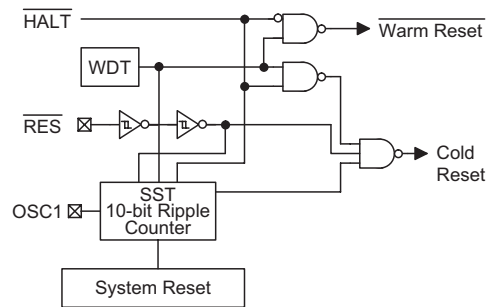 HALT
Warm Reset
WDT
RES
Cold
Reset
SST
10-bit Ripple
Counter
OSC1
System Reset